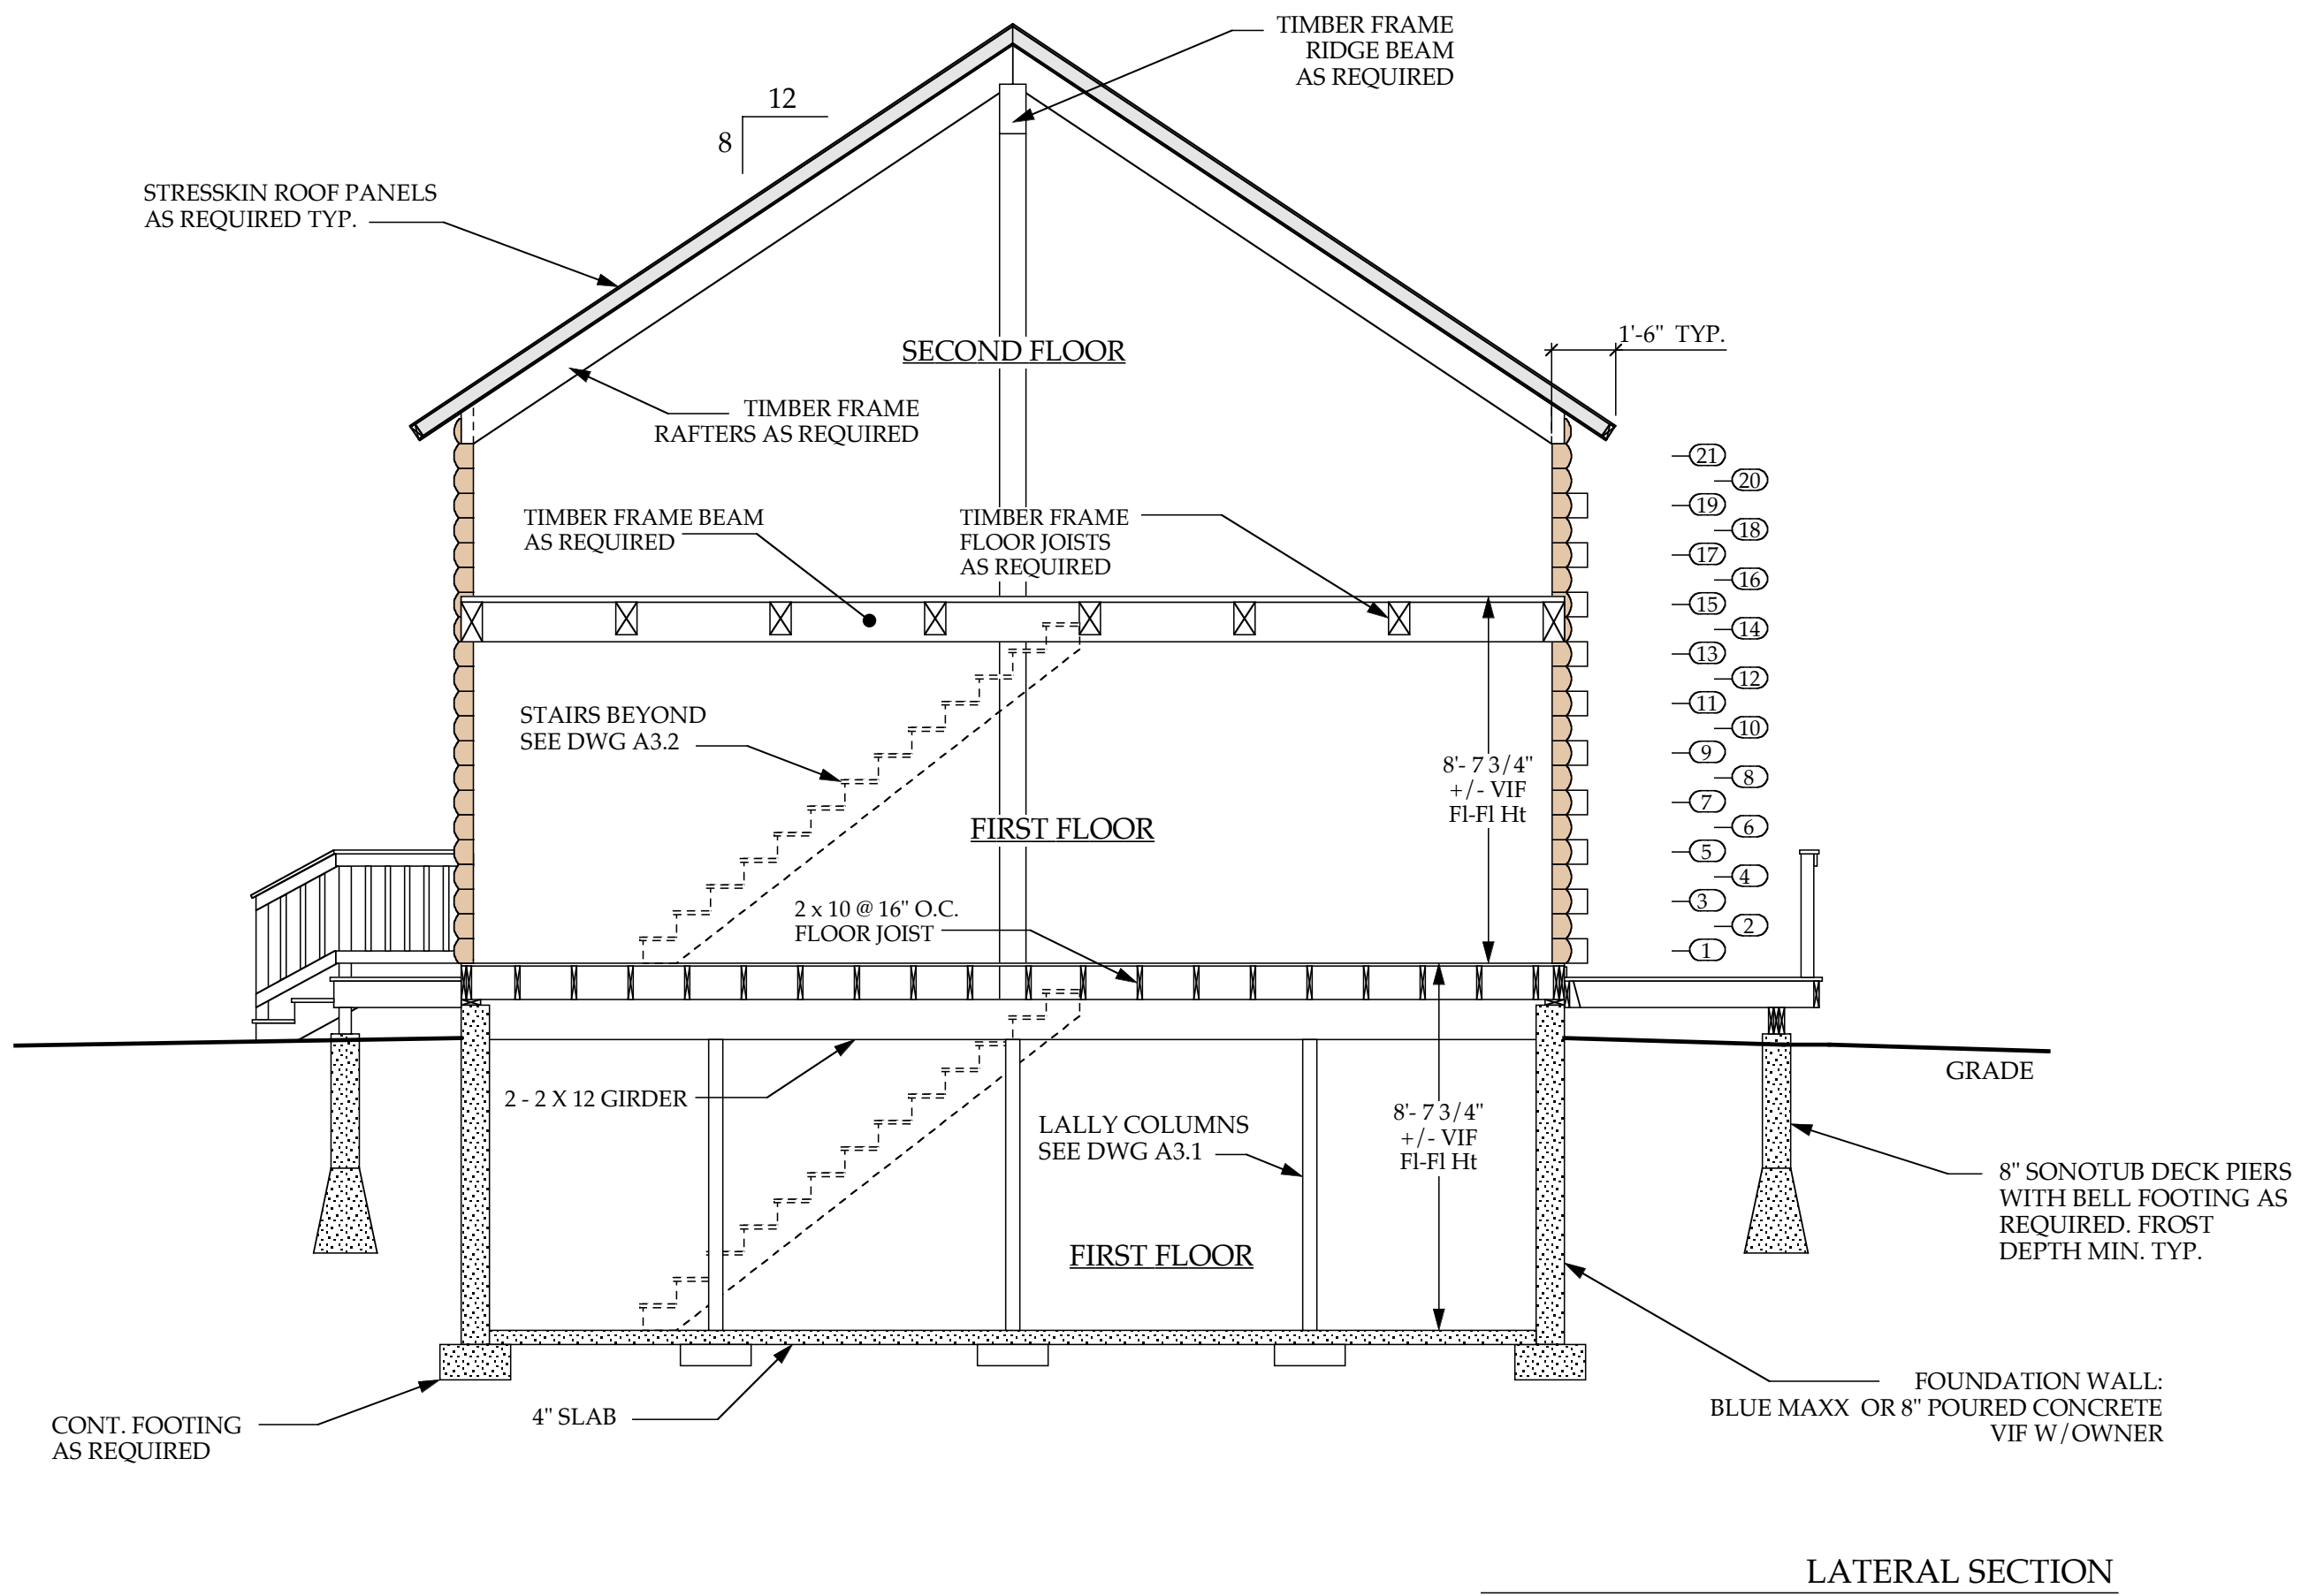 TIMBER FRAME
RIDGE BEAM
AS REQUIRED
12
8
STRESSKIN ROOF PANELS
AS REQUIRED TYP.
SECOND FLOOR
1'-6" TYP.
TIMBER FRAME
RAFTERS AS REQUIRED
21
20
19
18
17
16
15
14
13
12
11
10
9
8
7
6
5
4
3
2
1
TIMBER FRAME BEAM
AS REQUIRED
TIMBER FRAME
FLOOR JOISTS
AS REQUIRED
STAIRS BEYOND
SEE DWG A3.2
8'- 7 3/4"
+/- VIF
Fl-Fl Ht
FIRST FLOOR
2 x 10 @ 16" O.C.
FLOOR JOIST
GRADE
2 - 2 X 12 GIRDER
LALLY COLUMNS
SEE DWG A3.1
8'- 7 3/4"
+/- VIF
Fl-Fl Ht
8" SONOTUB DECK PIERS
WITH BELL FOOTING AS
REQUIRED. FROST
DEPTH MIN. TYP.
FIRST FLOOR
FOUNDATION WALL:
BLUE MAXX OR 8" POURED CONCRETE
VIF W/OWNER
4" SLAB
CONT. FOOTING
AS REQUIRED
LATERAL SECTION